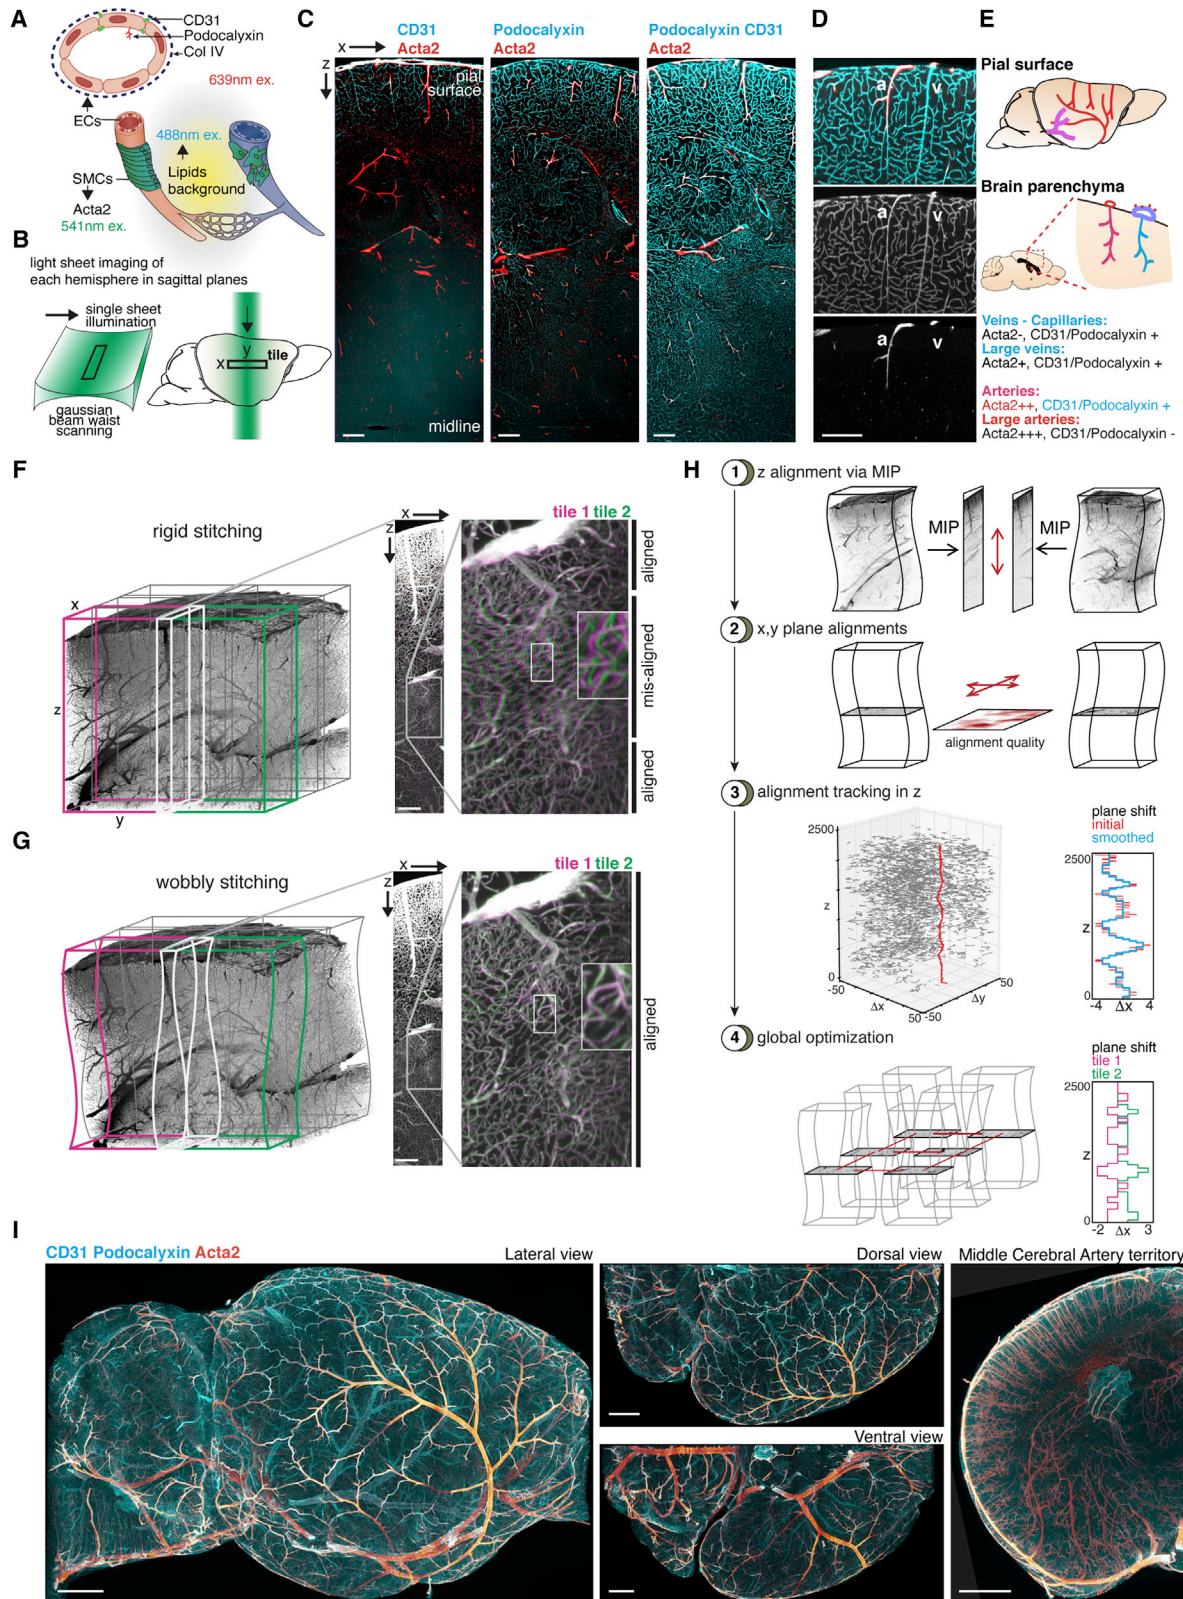 A
CD31
Podocalyxin
Col IV
639nm ex.
ECs
488nm ex.
Lipids
background
SMCs
Acta2
541nm ex.
B
light sheet imaging of
each hemisphere in sagittal planes
single sheet
illumination
gaussian
beam waist
scanning
y
x
tile
C
x
z
CD31
Acta2
Podocalyxin
Acta2
Podocalyxin CD31
Acta2
pial
surface
midline
D
a
v
a
v
a
v
E
Pial surface
Brain parenchyma
Veins - Capillaries:
Acta2-, CD31/Podocalyxin +
Large veins:
Acta2+, CD31/Podocalyxin +
Arteries:
Acta2++, CD31/Podocalyxin +
Large arteries:
Acta2+++, CD31/Podocalyxin -
F
rigid stitching
x
z
y
x
z
tile 1 tile 2
aligned
mis-aligned
aligned
G
wobbly stitching
x
z
tile 1 tile 2
aligned
H
1
z alignment via MIP
MIP
MIP
2
x,y plane alignments
alignment quality
3
alignment tracking in z
2500
z
0
-50
Δx
50
-50
Δy
50
plane shift
initial
smoothed
2500
z
0
-4
Δx
4
4
global optimization
plane shift
tile 1
tile 2
2500
z
0
-2
Δx
3
I
CD31 Podocalyxin Acta2
Lateral view
Dorsal view
Ventral view
Middle Cerebral Artery territory